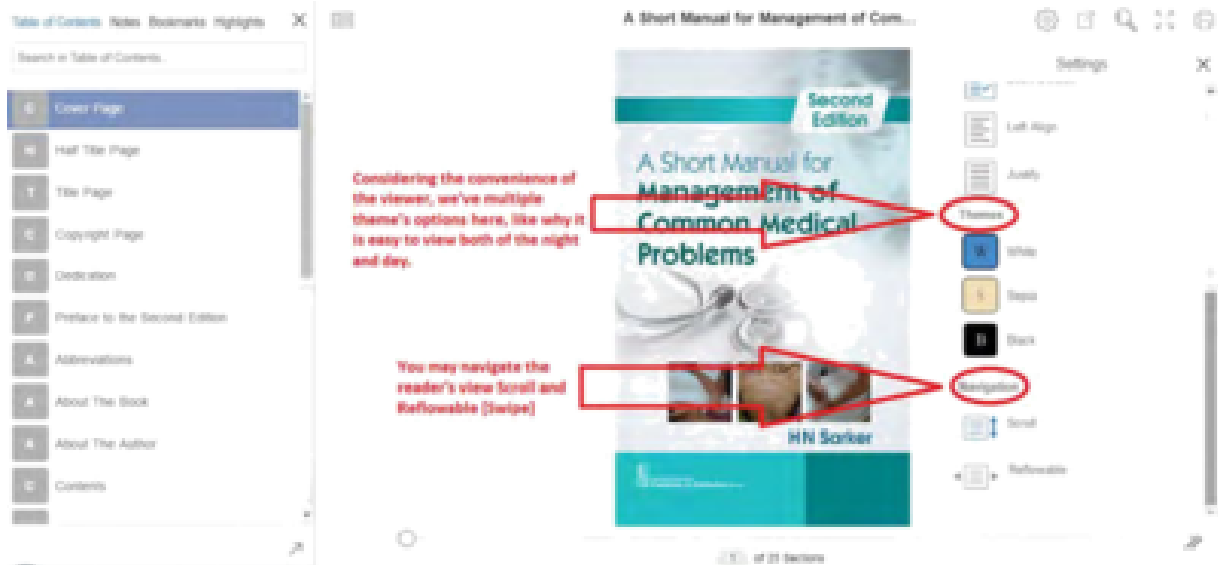 Table of Contents Notes Bookmarks Highlights
Search in Table of Contents..
C Cover Page
H Half Title Page
T Title Page
C Copyright Page
D Dedication
P Preface to the Second Edition
A Abbreviations
A About The Book
A About The Author
C Contents
A Short Manual for Management of Com...
Second
Edition
A Short Manual for
Management of
Common Medical
Problems
HN Sarker
Considering the convenience of
the viewer, we've multiple
theme's options here, like why it
is easy to view both of the night
and day.
You may navigate the
reader's view Scroll and
Reflowable [Swipe]
1 of 21 Sections
Settings
Left Align
Justify
Themes
W White
S Sepia
B Black
Navigation
Scroll
Reflowable